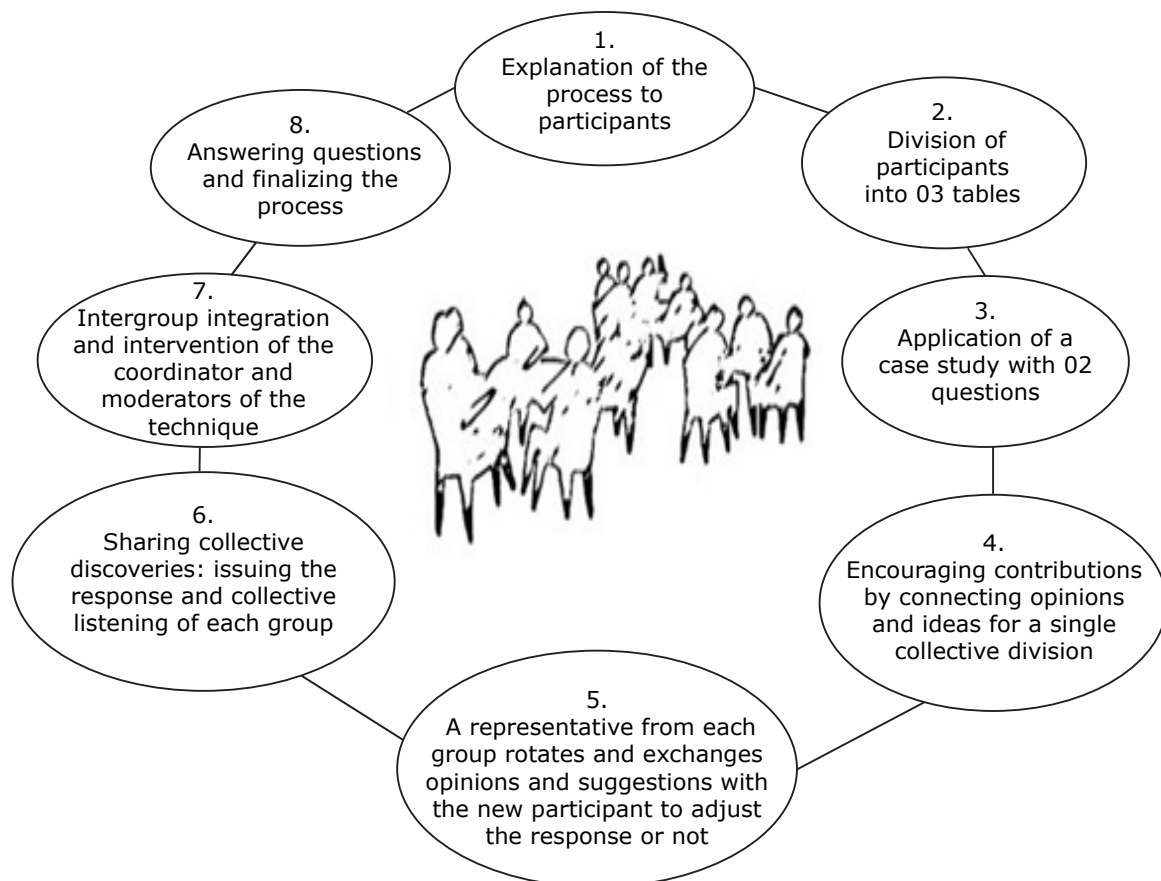 1.
Explanation of the
process to
participants
2.
Division of
participants
into 03 tables
3.
Application of a
case study with 02
questions
4.
Encouraging contributions
by connecting opinions
and ideas for a single
collective division
5.
A representative from each
group rotates and exchanges
opinions and suggestions with
the new participant to adjust
the response or not
6.
Sharing collective
discoveries: issuing the
response and collective
listening of each group
7.
Intergroup integration
and intervention of the
coordinator and
moderators of the
technique
8.
Answering questions
and finalizing the
process